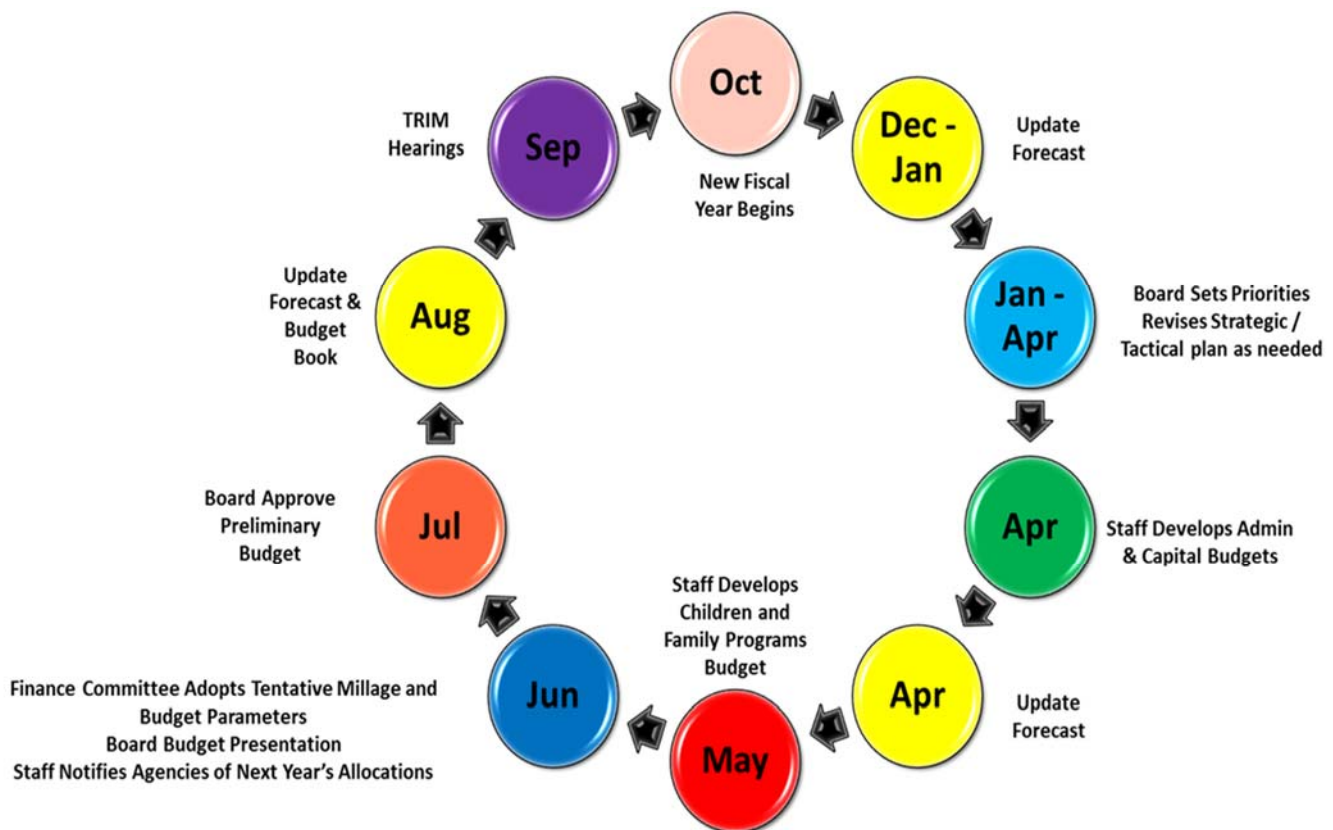 Oct
New Fiscal
Year Begins
Dec -
Jan
Update
Forecast
Jan -
Apr
Board Sets Priorities
Revises Strategic /
Tactical plan as needed
Apr
Staff Develops Admin
& Capital Budgets
Apr
Update
Forecast
Staff Develops
Children and
Family Programs
Budget
May
Jun
Finance Committee Adopts Tentative Millage and
Budget Parameters
Board Budget Presentation
Staff Notifies Agencies of Next Year's Allocations
Jul
Board Approve
Preliminary
Budget
Aug
Update
Forecast &
Budget
Book
Sep
TRIM
Hearings